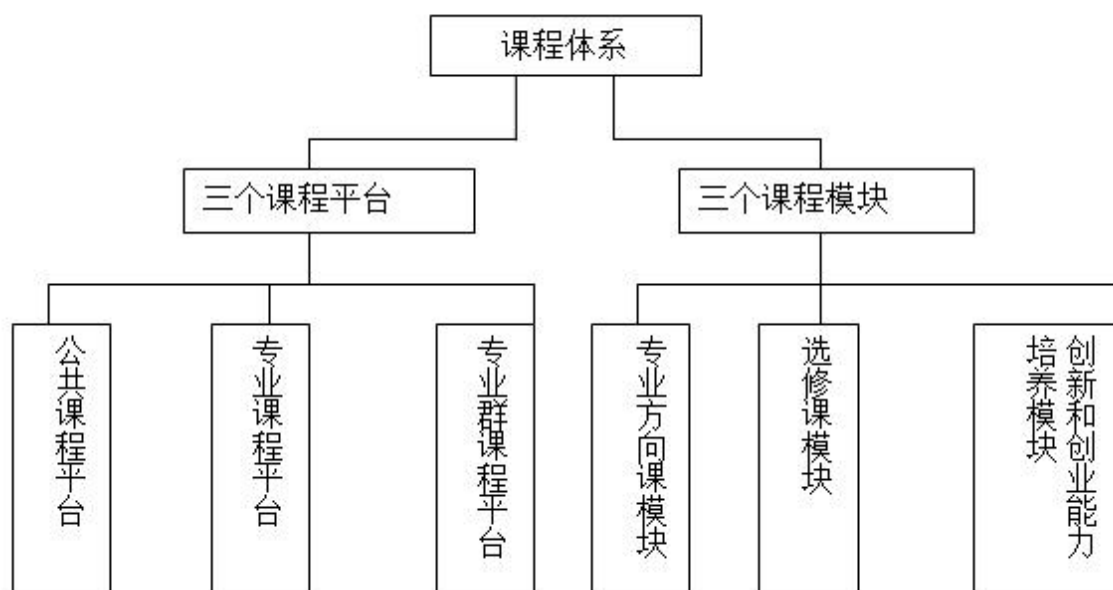 课程体系
三个课程平台
三个课程模块
公共课程平台
专业课程平台
专业群课程平台
专业方向课模块
选修课模块
创新和创业能力
培养模块